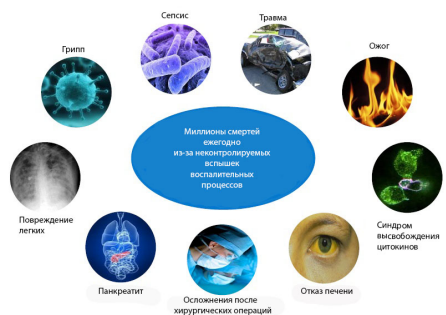 Сепсис
Травма
Грипп
Ожог
Миллионы смертей
ежегодно
из-за неконтролируемых
вспышек
воспалительных
процессов
Повреждение
легких
Синдром
высвобождения
цитокинов
Панкреатит
Осложнения после
хирургических операций
Отказ печени